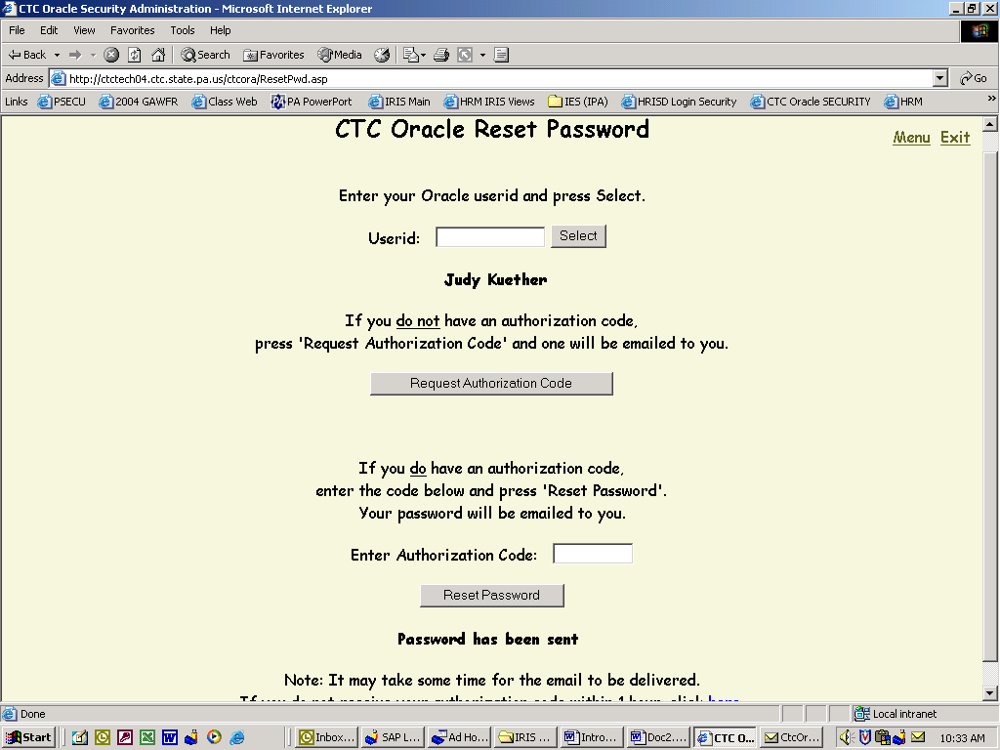 CTC Oracle Security Administration - Microsoft Internet Explorer
File Edit View Favorites Tools Help
Back Search Favorites Media
Address http://ctctech04.ctc.state.pa.us/ctcora/ResetPwd.asp Go
Links PSECU 2004 GAWFR Class Web PA PowerPort IRIS Main HRM IRIS Views IES (IPA) HRISD Login Security CTC Oracle SECURITY HRM »
CTC Oracle Reset Password
Menu Exit
Enter your Oracle userid and press Select.
Userid: Select
Judy Kuether
If you do not have an authorization code,
press 'Request Authorization Code' and one will be emailed to you.
Request Authorization Code
If you do have an authorization code,
enter the code below and press 'Reset Password'.
Your password will be emailed to you.
Enter Authorization Code:
Reset Password
Password has been sent
Note: It may take some time for the email to be delivered.
If you do not receive your authorization code within 1 hour, click here
Done Local intranet
Start Inbox... SAP L... Ad Ho... IRIS ... Intro... Doc2.... CTC O... CtcOr... 10:33 AM